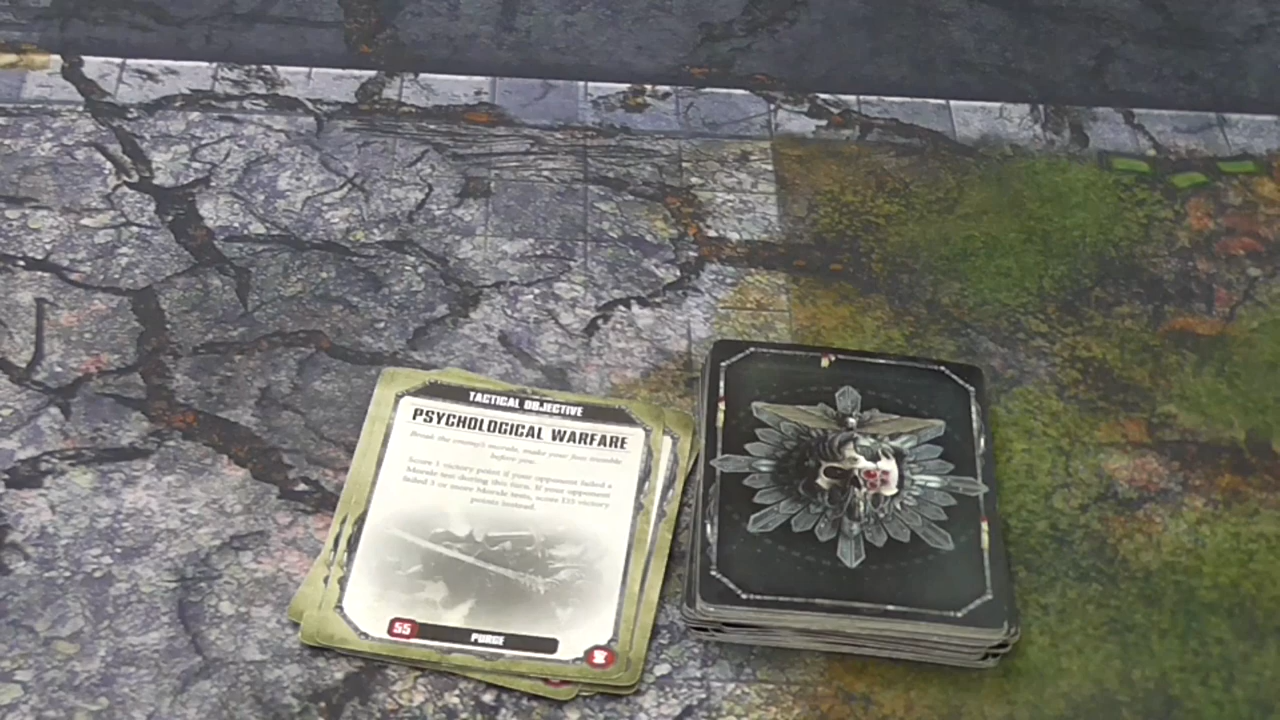 TACTICAL OBJECTIVE
PSYCHOLOGICAL WARFARE
Break the enemy's morale, make your foes tremble
before you.
Score 1 victory point if your opponent failed a
Morale test during this turn. If your opponent
failed 3 or more Morale tests, score D3 victory
points instead.
55
PURGE